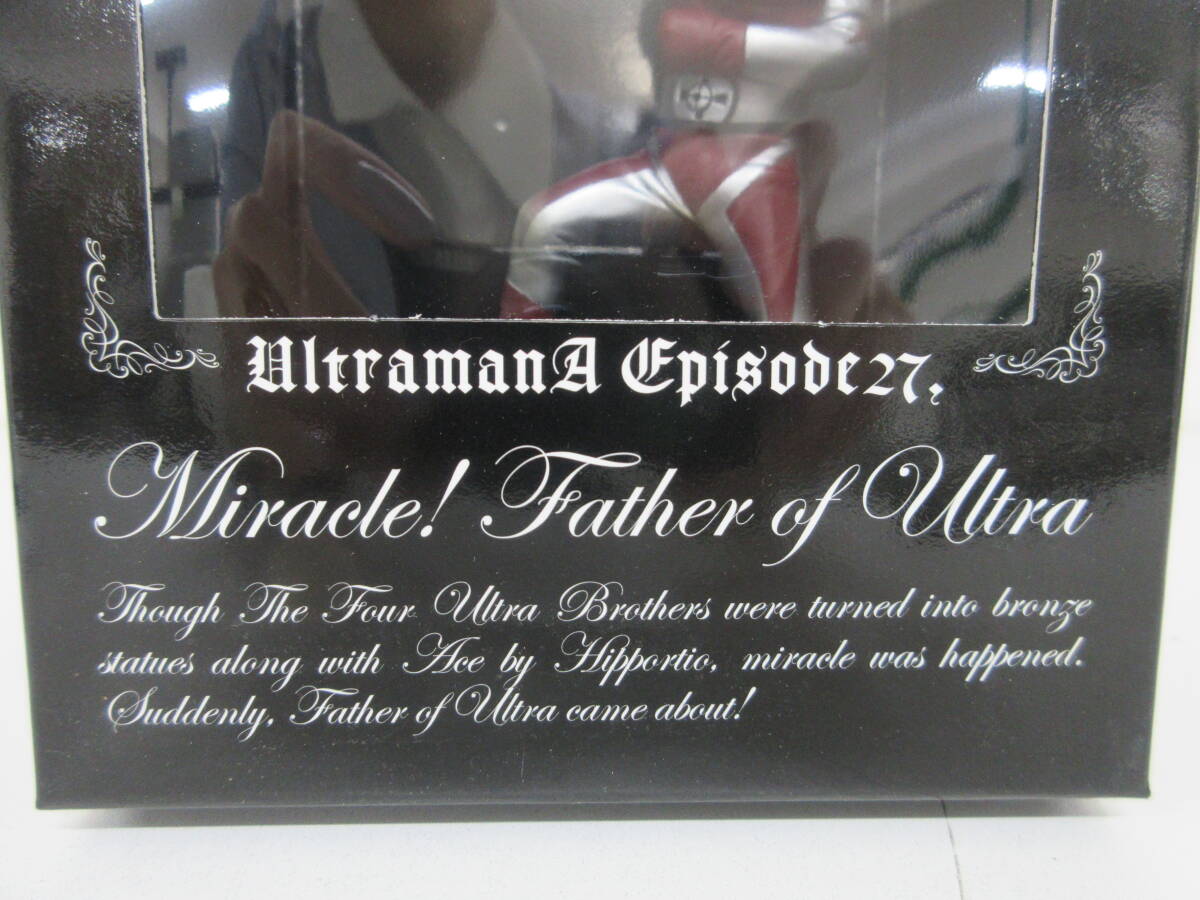 UltramanA Episode27,
Miracle! Father of Ultra
Though The Four Ultra Brothers were turned into bronze
statues along with Ace by Hipportio, miracle was happened.
Suddenly, Father of Ultra came about!